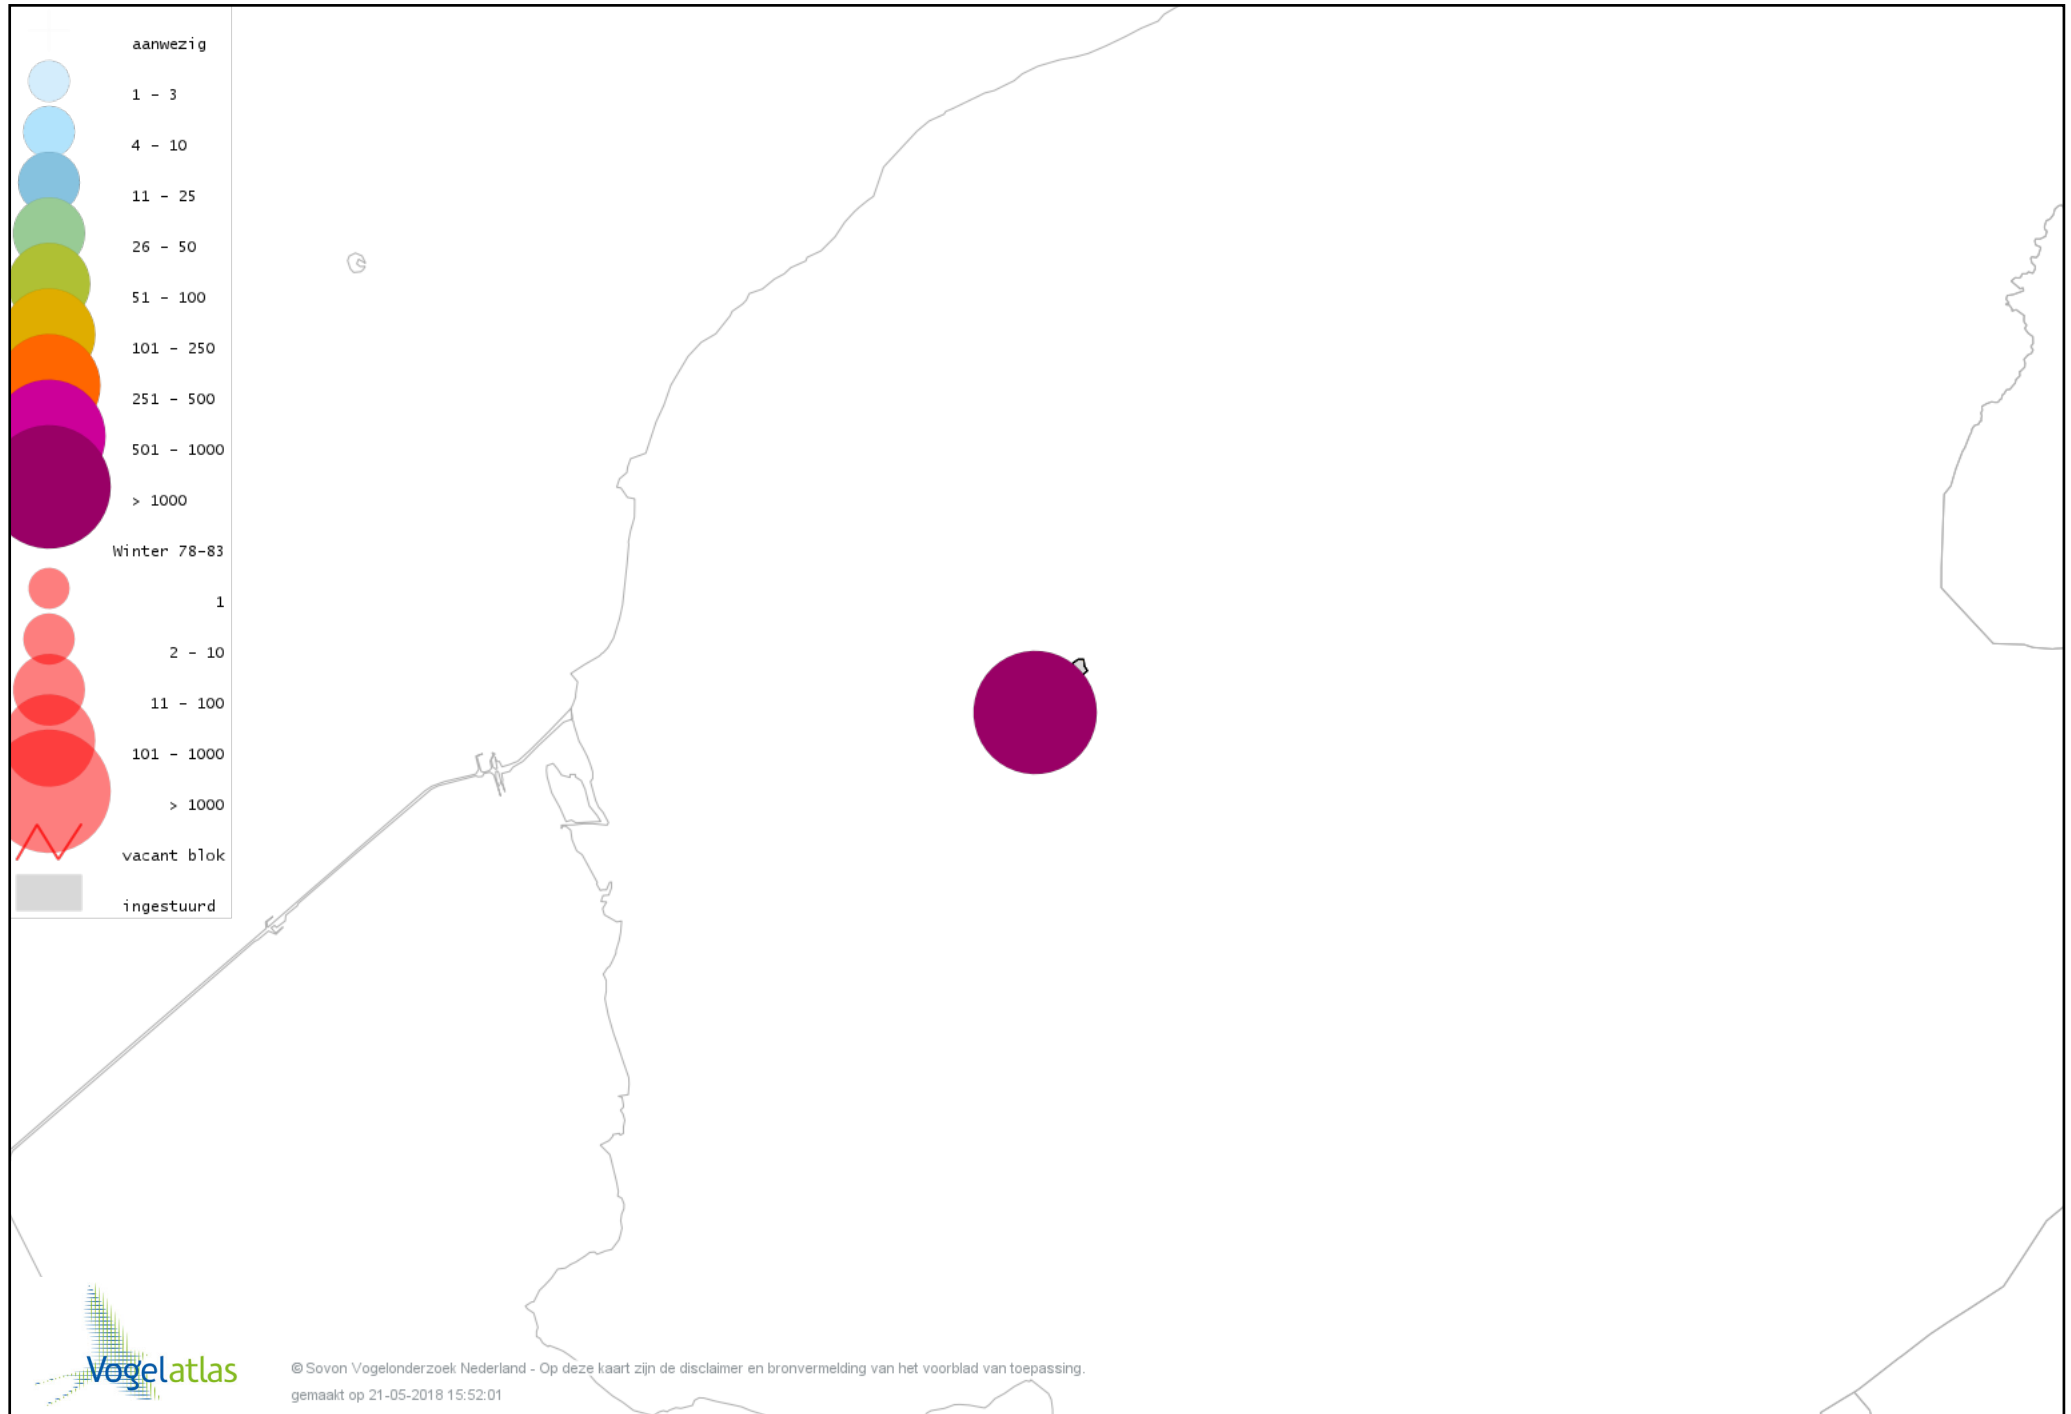 aanwezig
1 - 3
4 - 10
11 - 25
26 - 50
51 - 100
101 - 250
251 - 500
501 - 1000
> 1000
Winter 78-83
1
2 - 10
11 - 100
101 - 1000
> 1000
vacant blok
ingestuurd
Vogelatlas
© Sovon Vogelonderzoek Nederland - Op deze kaart zijn de disclaimer en bronvermelding van het voorblad van toepassing.
gemaakt op 21-05-2018 15:52:01